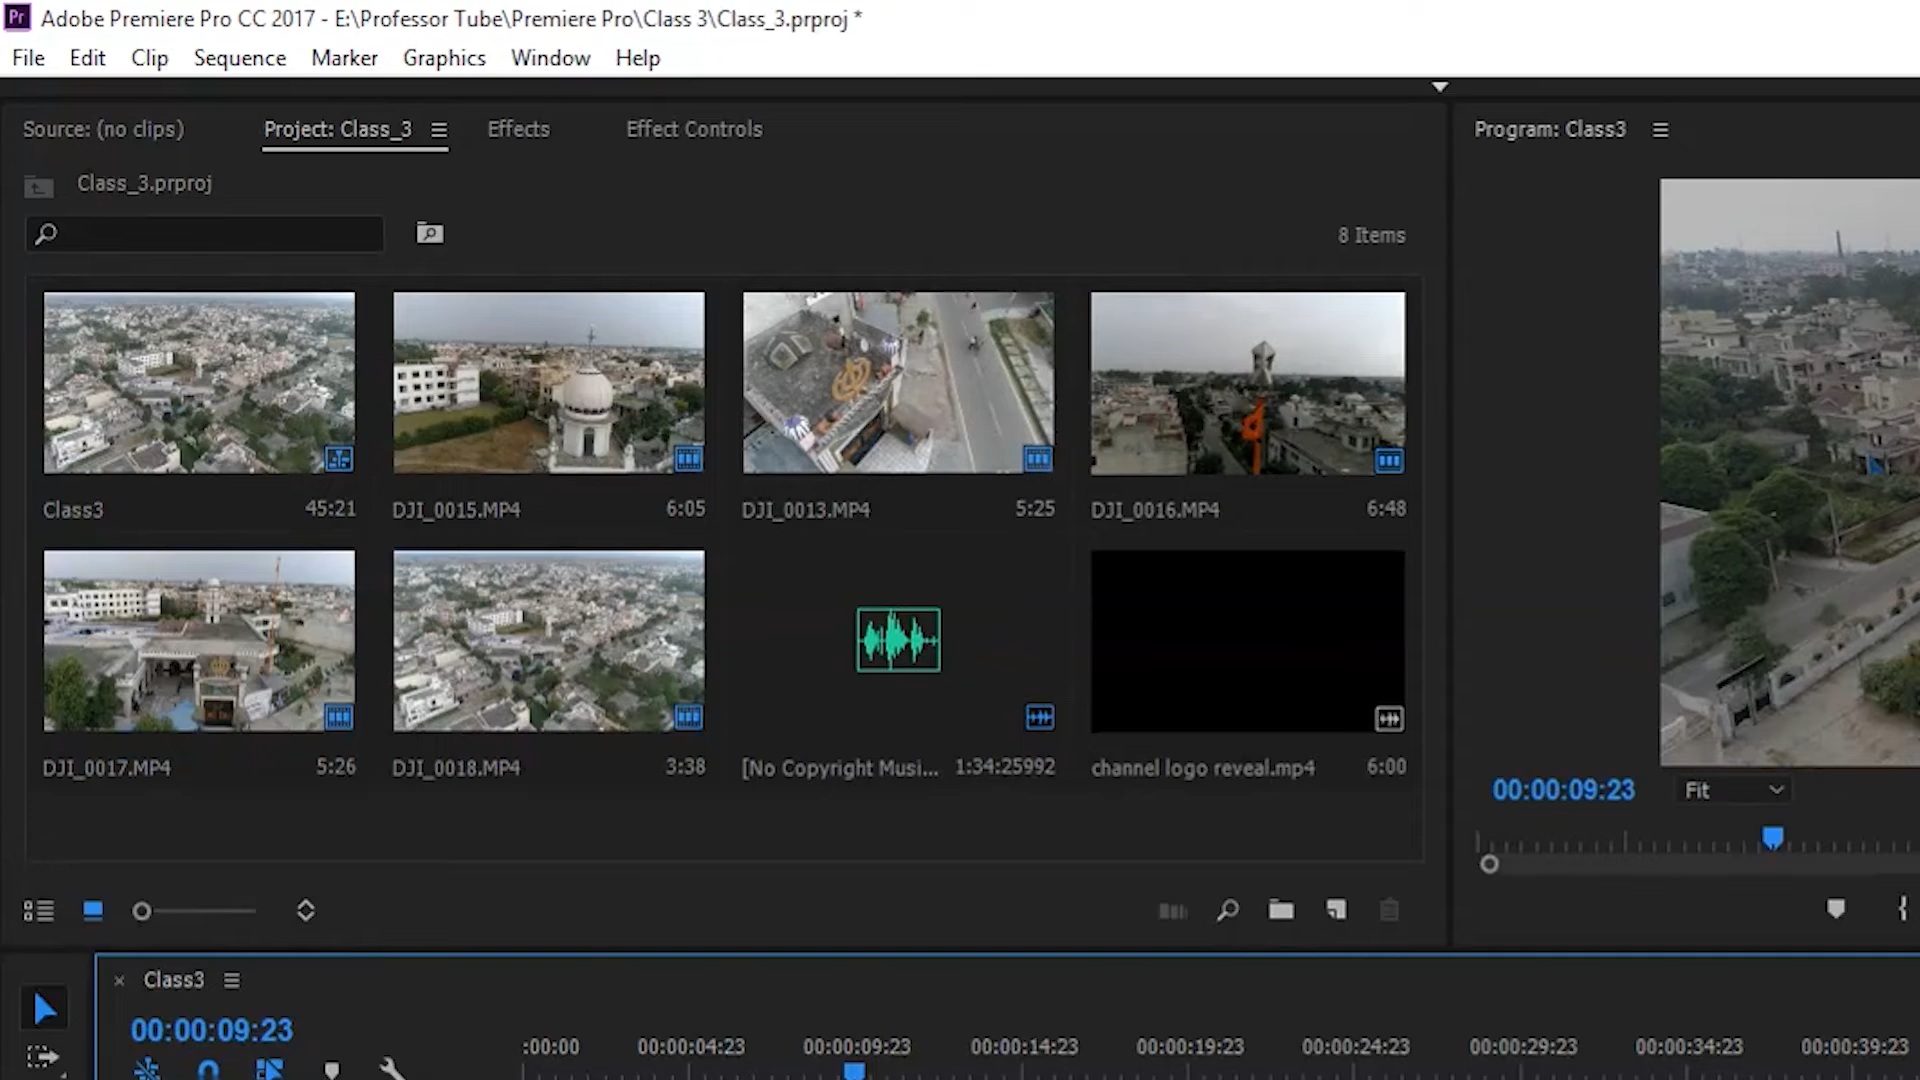 Pr Adobe Premiere Pro CC 2017 - E:\Professor Tube\Premiere Pro\Class 3\Class_3.prproj *
File Edit Clip Sequence Marker Graphics Window Help
Source: (no clips) Project: Class_3 Effects Effect Controls Program: Class3
Class_3.prproj
8 Items
Class3 45:21 DJI_0015.MP4 6:05 DJI_0013.MP4 5:25 DJI_0016.MP4 6:48
DJI_0017.MP4 5:26 DJI_0018.MP4 3:38 [No Copyright Musi... 1:34:25992 channel logo reveal.mp4 6:00
00:00:09:23 Fit
Class3
00:00:09:23
:00:00 00:00:04:23 00:00:09:23 00:00:14:23 00:00:19:23 00:00:24:23 00:00:29:23 00:00:34:23 00:00:39:23